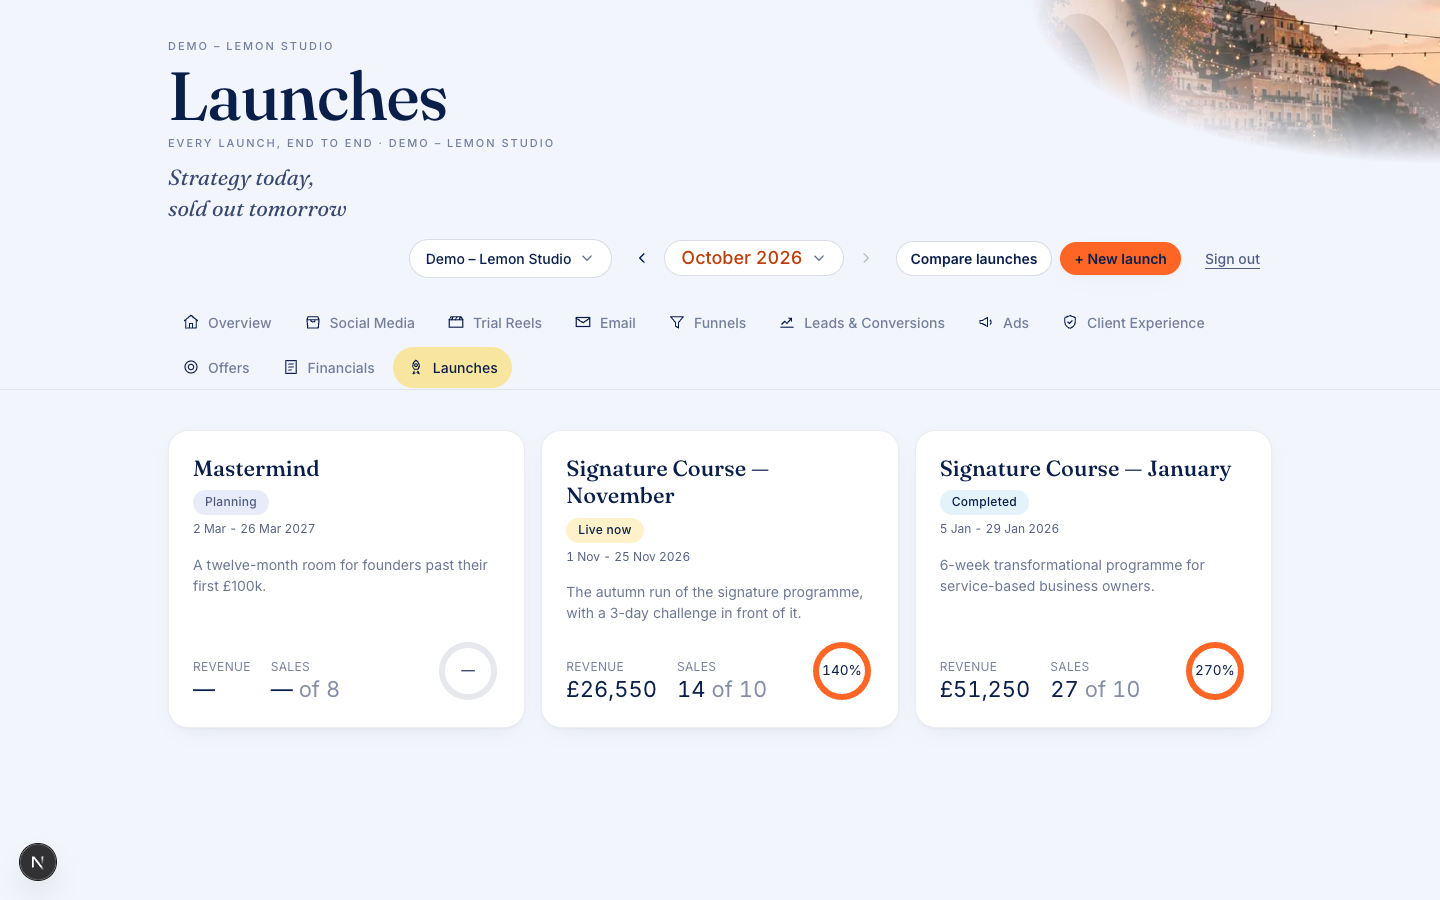 DEMO – LEMON STUDIO
Launches
EVERY LAUNCH, END TO END · DEMO – LEMON STUDIO
Strategy today,
sold out tomorrow
Demo – Lemon Studio
October 2026
Compare launches
+ New launch
Sign out
Overview
Social Media
Trial Reels
Email
Funnels
Leads & Conversions
Ads
Client Experience
Offers
Financials
Launches
Mastermind
Planning
2 Mar - 26 Mar 2027
A twelve-month room for founders past their
first £100k.
REVENUE
—
SALES
— of 8
—
Signature Course —
November
Live now
1 Nov - 25 Nov 2026
The autumn run of the signature programme,
with a 3-day challenge in front of it.
REVENUE
£26,550
SALES
14 of 10
140%
Signature Course — January
Completed
5 Jan - 29 Jan 2026
6-week transformational programme for
service-based business owners.
REVENUE
£51,250
SALES
27 of 10
270%
N